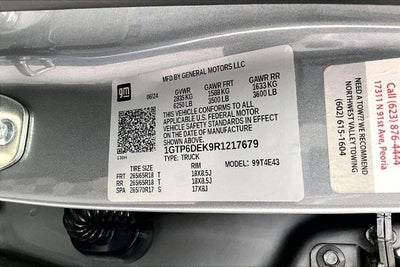 MFD BY GENERAL MOTORS LLC
gm
06/24
GVWR GAWR FRT GAWR RR
2835 KG 1588 KG 1633 KG
6250 LB 3500 LB 3600 LB
THIS VEHICLE CONFORMS TO ALL
APPLICABLE U.S. FEDERAL MOTOR
VEHICLE SAFETY STANDARDS IN EFFECT
ON THE DATE OF MANUFACTURE
SHOWN ABOVE.
1GTP6DEK9R1217679
TYPE: TRUCK MODEL: 99T4E43
TIRE SIZE RIM
FRT 265/65R18 T 18X8.5J
RR 265/65R18 T 18X8.5J
SPA 265/70R17 S 17X8J
NEED A TOW?? WE RECOMMEND
NORTHWEST VALLEY TOWING
(602) 615-1604
Call (623) 876-4444
17311 N 91st Ave, Peoria